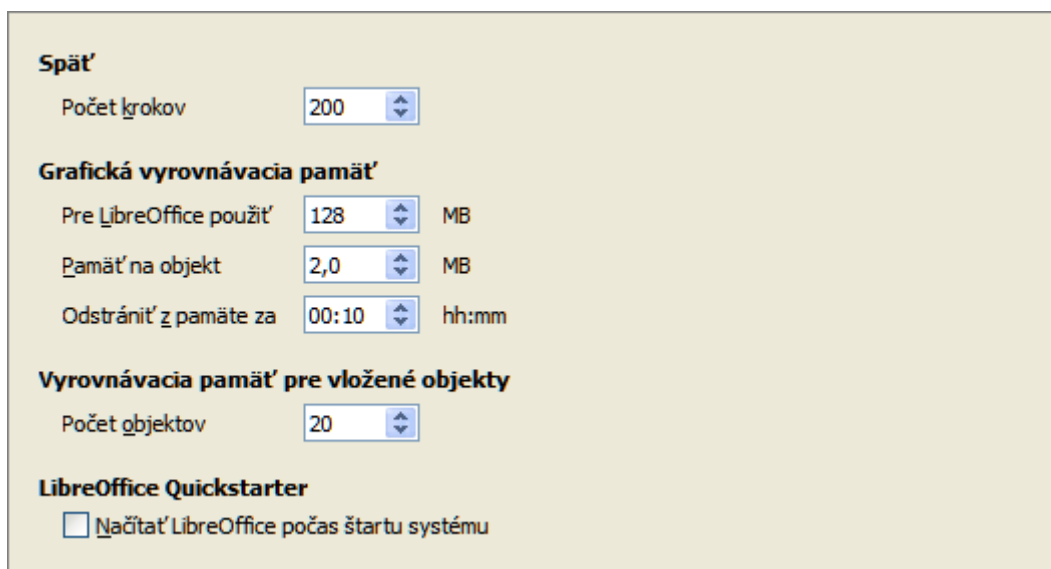 Späť
Počet krokov 200
Grafická vyrovnávacia pamäť
Pre LibreOffice použiť 128 MB
Pamäť na objekt 2,0 MB
Odstrániť z pamäte za 00:10 hh:mm
Vyrovnávacia pamäť pre vložené objekty
Počet objektov 20
LibreOffice Quickstarter
Načítať LibreOffice počas štartu systému